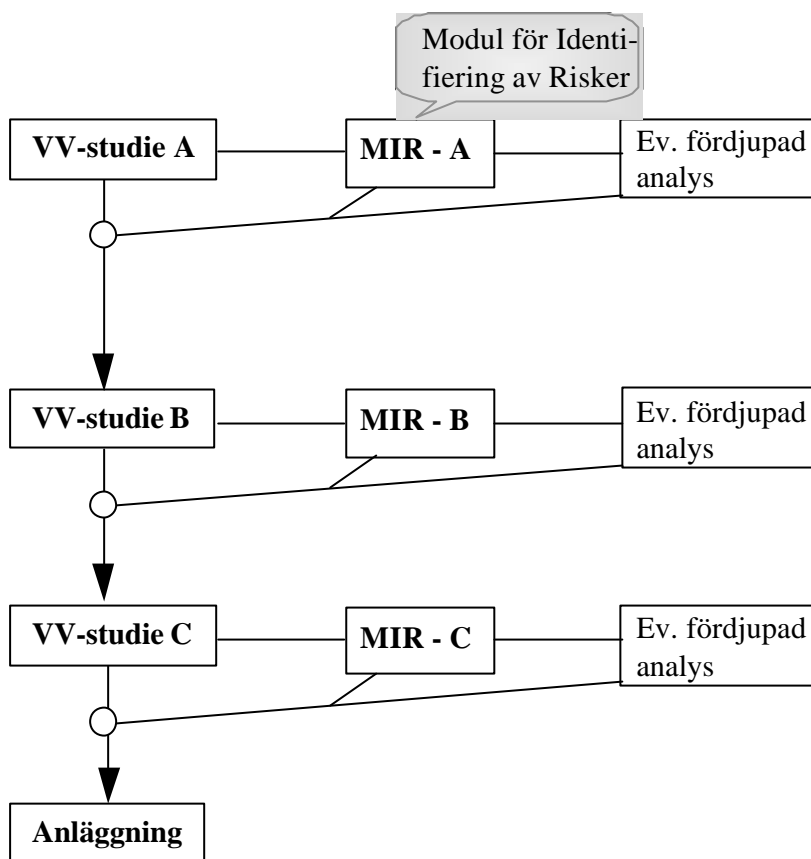 Modul för Identi-
fiering av Risker
VV-studie A
MIR - A
Ev. fördjupad
analys
VV-studie B
MIR - B
Ev. fördjupad
analys
VV-studie C
MIR - C
Ev. fördjupad
analys
Anläggning